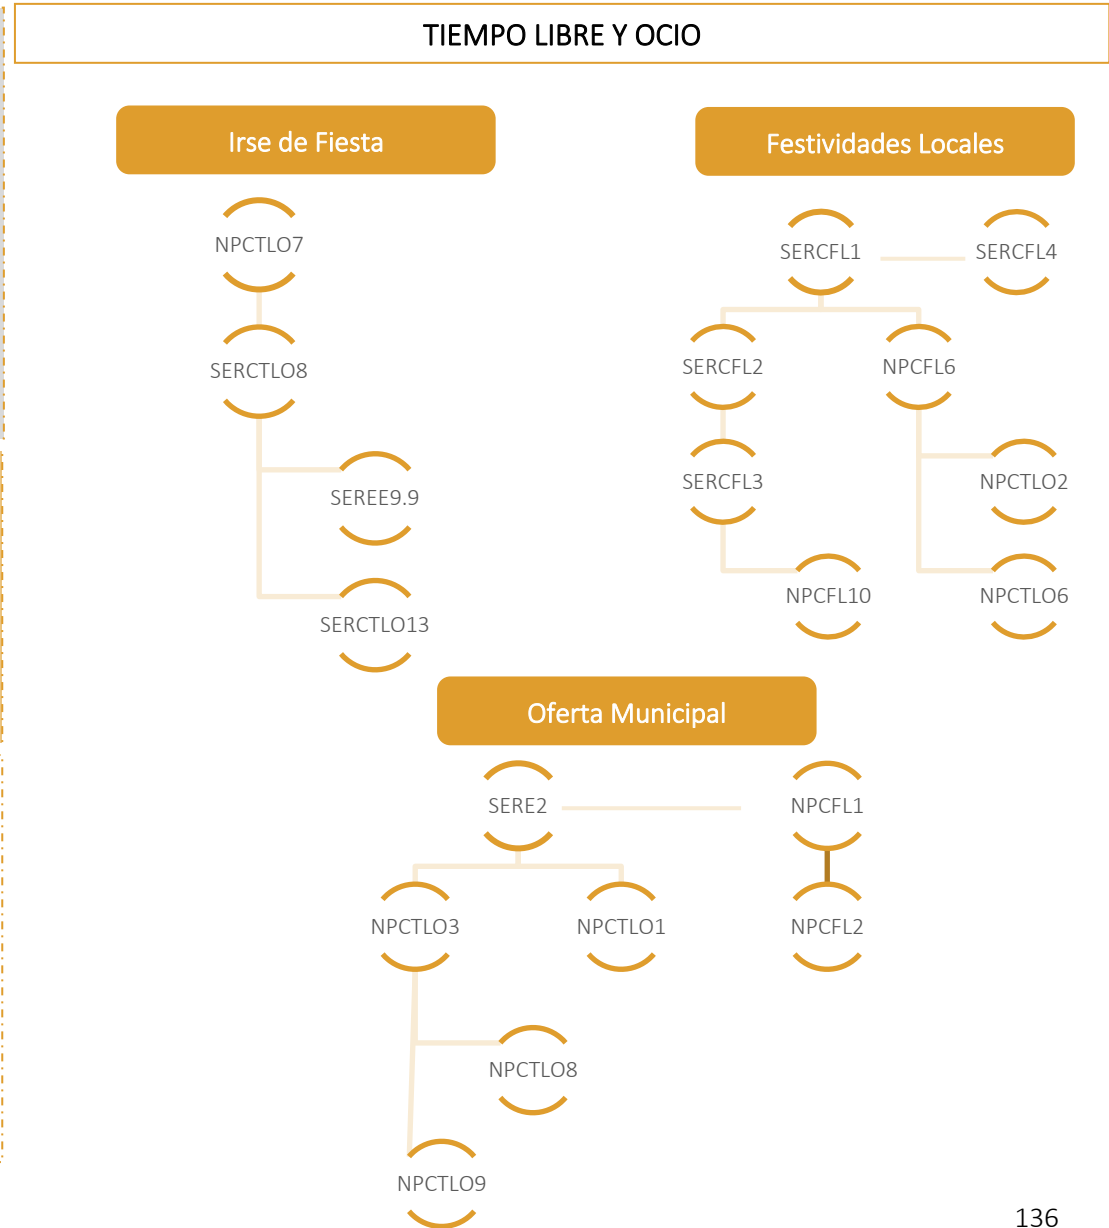 TIEMPO LIBRE Y OCIO
Irse de Fiesta
NPCTLO7
SERCTLO8
SEREE9.9
SERCTLO13
Festividades Locales
SERCFL1
SERCFL4
SERCFL2
NPCFL6
SERCFL3
NPCTLO2
NPCFL10
NPCTLO6
Oferta Municipal
SERE2
NPCFL1
NPCTLO3
NPCTLO1
NPCFL2
NPCTLO8
NPCTLO9
136